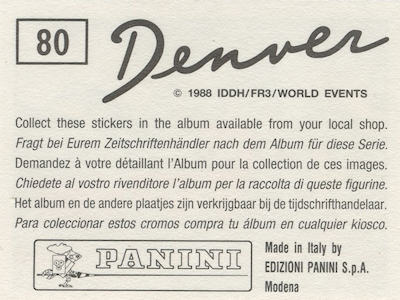 80
Denver
© 1988 IDDH/FR3/WORLD EVENTS
Collect these stickers in the album available from your local shop.
Fragt bei Eurem Zeitschriftenhändler nach dem Album für diese Serie.
Demandez à votre détaillant l'Album pour la collection de ces images.
Chiedete al vostro rivenditore l'album per la raccolta di queste figurine.
Het album en de andere plaatjes zijn verkrijgbaar bij de tijdschrifthandelaar.
Para coleccionar estos cromos compra tu álbum en cualquier kiosco.
PANINI
Made in Italy by
EDIZIONI PANINI S.p.A.
Modena